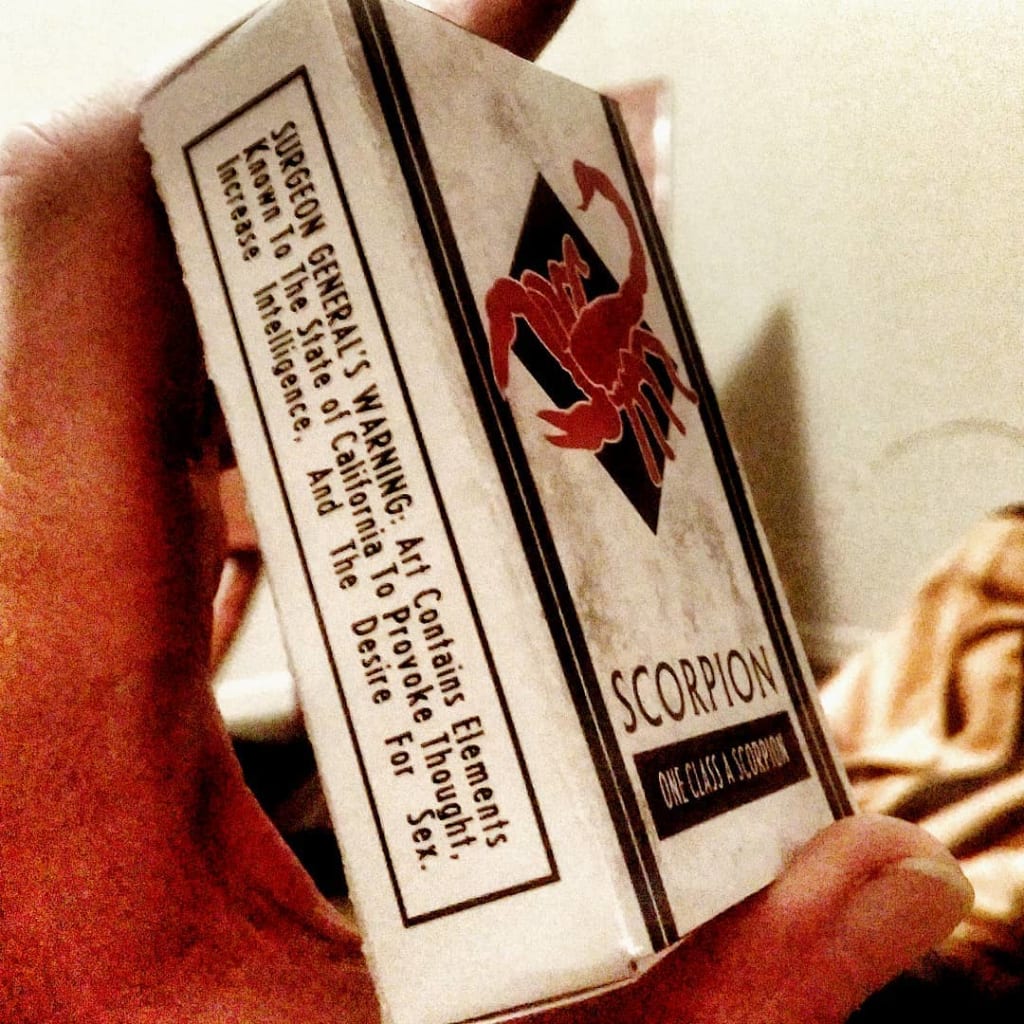 SURGEON GENERAL'S WARNING: Art Contains Elements
Known To The State of California To Provoke Thought,
Increase Intelligence, And The Desire For Sex.
SCORPION
ONE CLASS A SCORPION